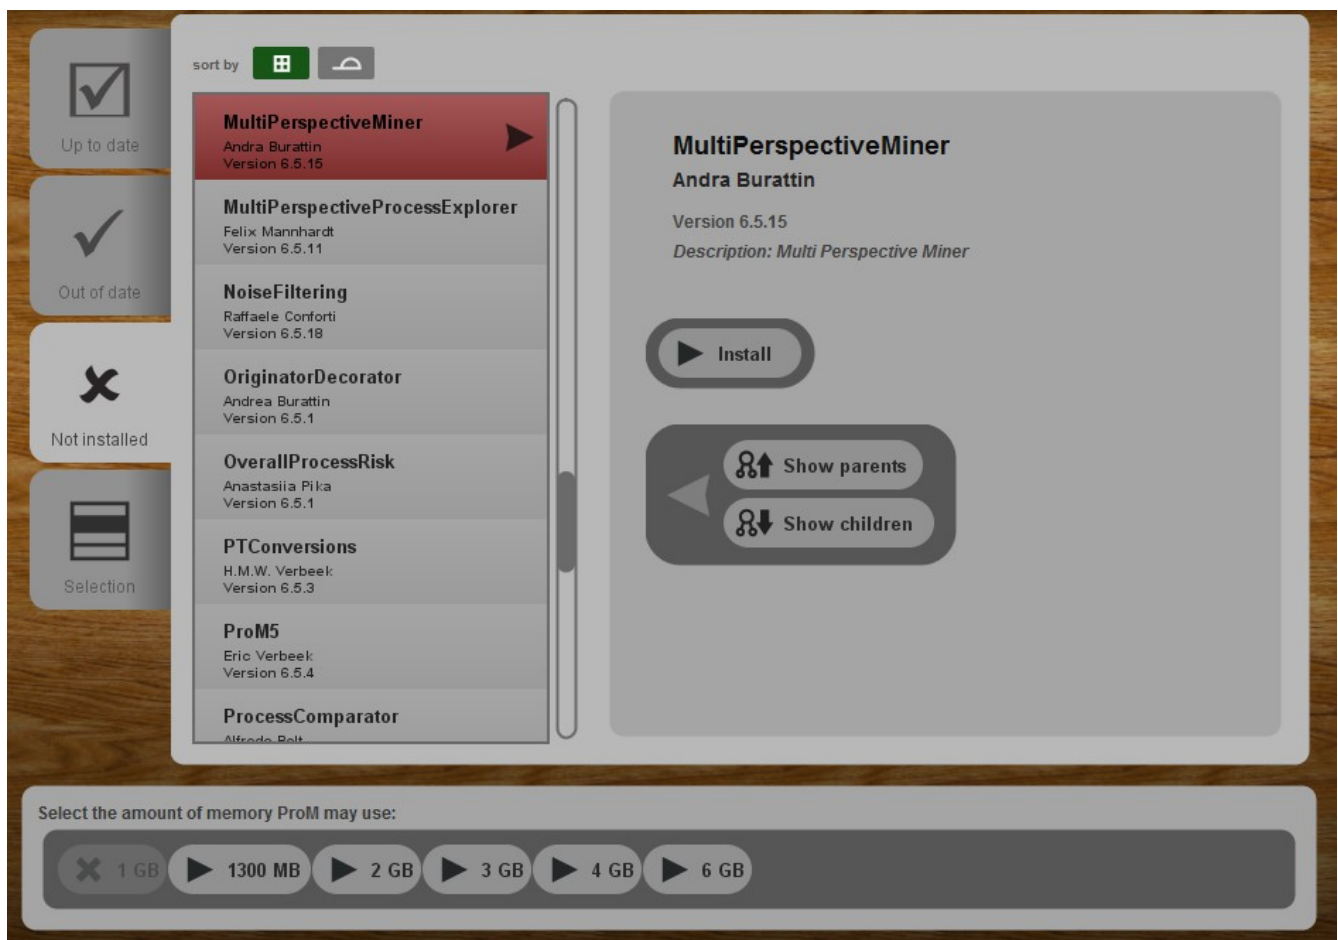 sort by
Up to date
Out of date
Not installed
Selection
MultiPerspectiveMiner
Andra Burattin
Version 6.5.15
MultiPerspectiveProcessExplorer
Felix Mannhardt
Version 6.5.11
NoiseFiltering
Raffaele Conforti
Version 6.5.18
OriginatorDecorator
Andrea Burattin
Version 6.5.1
OverallProcessRisk
Anastasiia Pika
Version 6.5.1
PTConversions
H.M.W. Verbeek
Version 6.5.3
ProM5
Eric Verbeek
Version 6.5.4
ProcessComparator
MultiPerspectiveMiner
Andra Burattin
Version 6.5.15
Description: Multi Perspective Miner
Install
Show parents
Show children
Select the amount of memory ProM may use:
1 GB 1300 MB 2 GB 3 GB 4 GB 6 GB